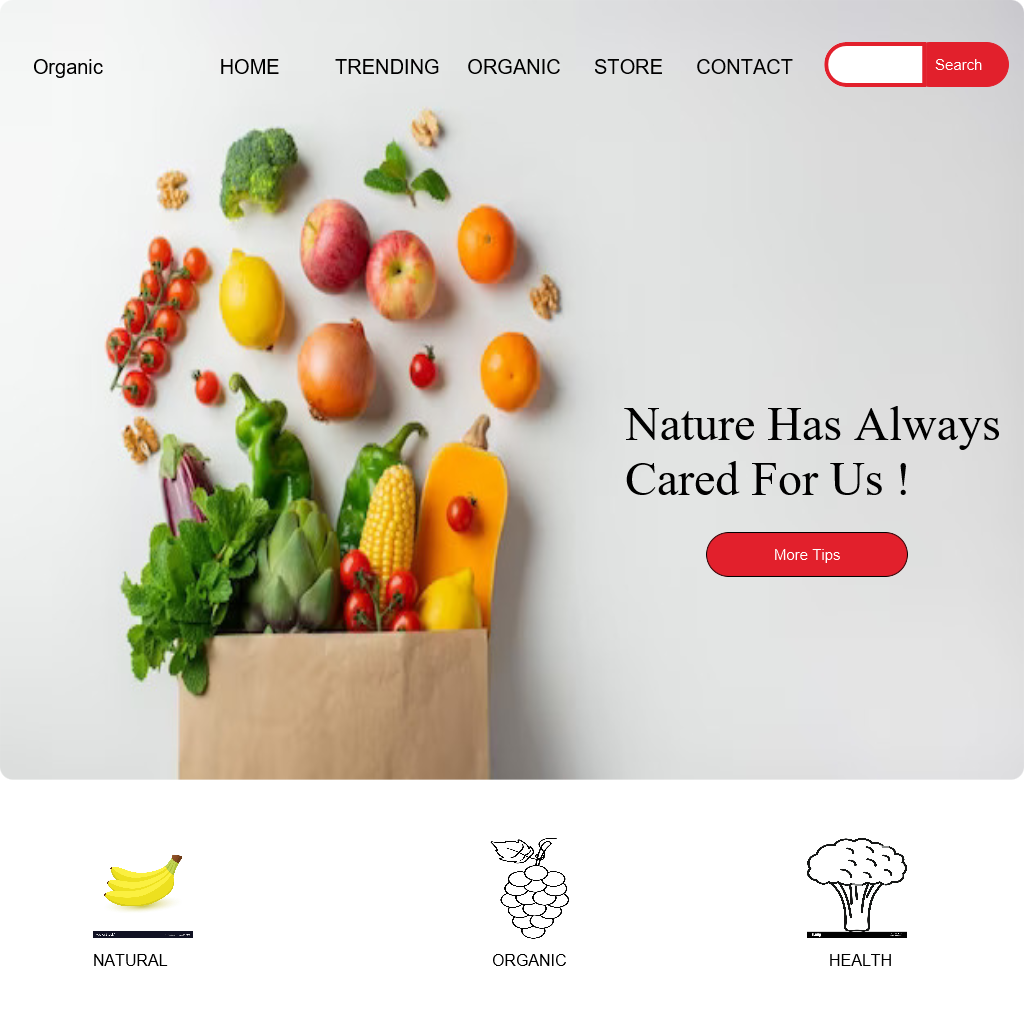 Organic HOME TRENDING ORGANIC STORE CONTACT Search
Nature Has Always
Cared For Us !
More Tips
NATURAL ORGANIC HEALTH